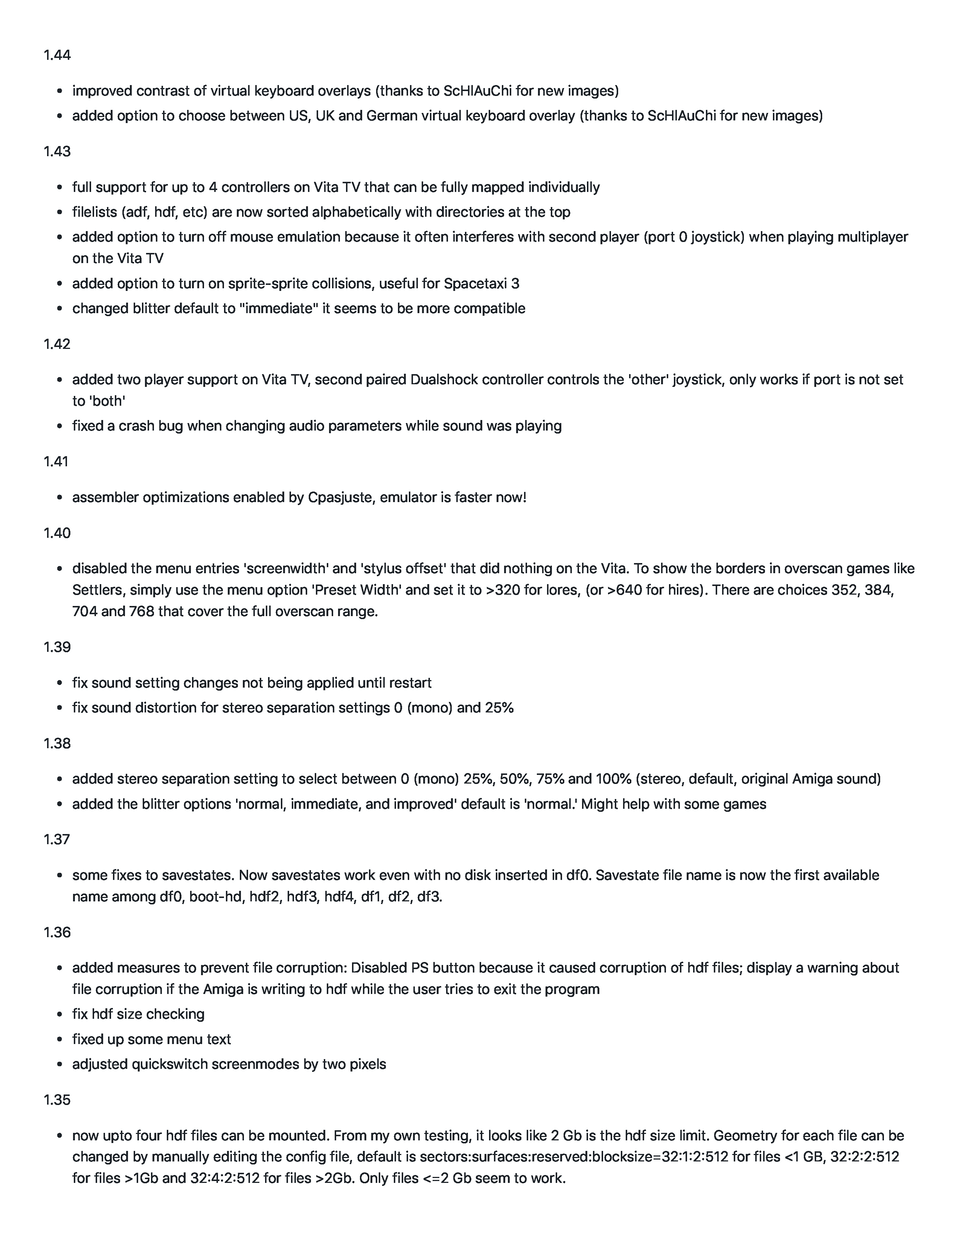 1.44
• improved contrast of virtual keyboard overlays (thanks to ScHlAuChi for new images)
• added option to choose between US, UK and German virtual keyboard overlay (thanks to ScHlAuChi for new images)
1.43
• full support for up to 4 controllers on Vita TV that can be fully mapped individually
• filelists (adf, hdf, etc) are now sorted alphabetically with directories at the top
• added option to turn off mouse emulation because it often interferes with second player (port 0 joystick) when playing multiplayer
on the Vita TV
• added option to turn on sprite-sprite collisions, useful for Spacetaxi 3
• changed blitter default to "immediate" it seems to be more compatible
1.42
• added two player support on Vita TV, second paired Dualshock controller controls the 'other' joystick, only works if port is not set
to 'both'
• fixed a crash bug when changing audio parameters while sound was playing
1.41
• assembler optimizations enabled by Cpasjuste, emulator is faster now!
1.40
• disabled the menu entries 'screenwidth' and 'stylus offset' that did nothing on the Vita. To show the borders in overscan games like
Settlers, simply use the menu option 'Preset Width' and set it to >320 for lores, (or >640 for hires). There are choices 352, 384,
704 and 768 that cover the full overscan range.
1.39
• fix sound setting changes not being applied until restart
• fix sound distortion for stereo separation settings 0 (mono) and 25%
1.38
• added stereo separation setting to select between 0 (mono) 25%, 50%, 75% and 100% (stereo, default, original Amiga sound)
• added the blitter options 'normal, immediate, and improved' default is 'normal.' Might help with some games
1.37
• some fixes to savestates. Now savestates work even with no disk inserted in df0. Savestate file name is now the first available
name among df0, boot-hd, hdf2, hdf3, hdf4, df1, df2, df3.
1.36
• added measures to prevent file corruption: Disabled PS button because it caused corruption of hdf files; display a warning about
file corruption if the Amiga is writing to hdf while the user tries to exit the program
• fix hdf size checking
• fixed up some menu text
• adjusted quickswitch screenmodes by two pixels
1.35
• now upto four hdf files can be mounted. From my own testing, it looks like 2 Gb is the hdf size limit. Geometry for each file can be
changed by manually editing the config file, default is sectors:surfaces:reserved:blocksize=32:1:2:512 for files <1 GB, 32:2:2:512
for files >1Gb and 32:4:2:512 for files >2Gb. Only files <=2 Gb seem to work.